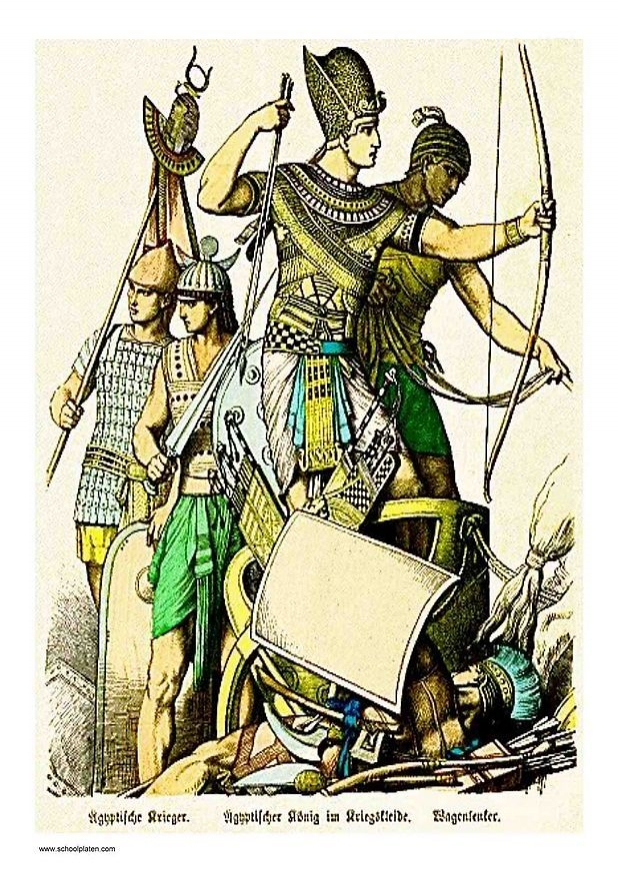 Ägyptische Krieger. Ägyptischer König im Kriegskleide. Wagenlenker.
www.schoolplaten.com